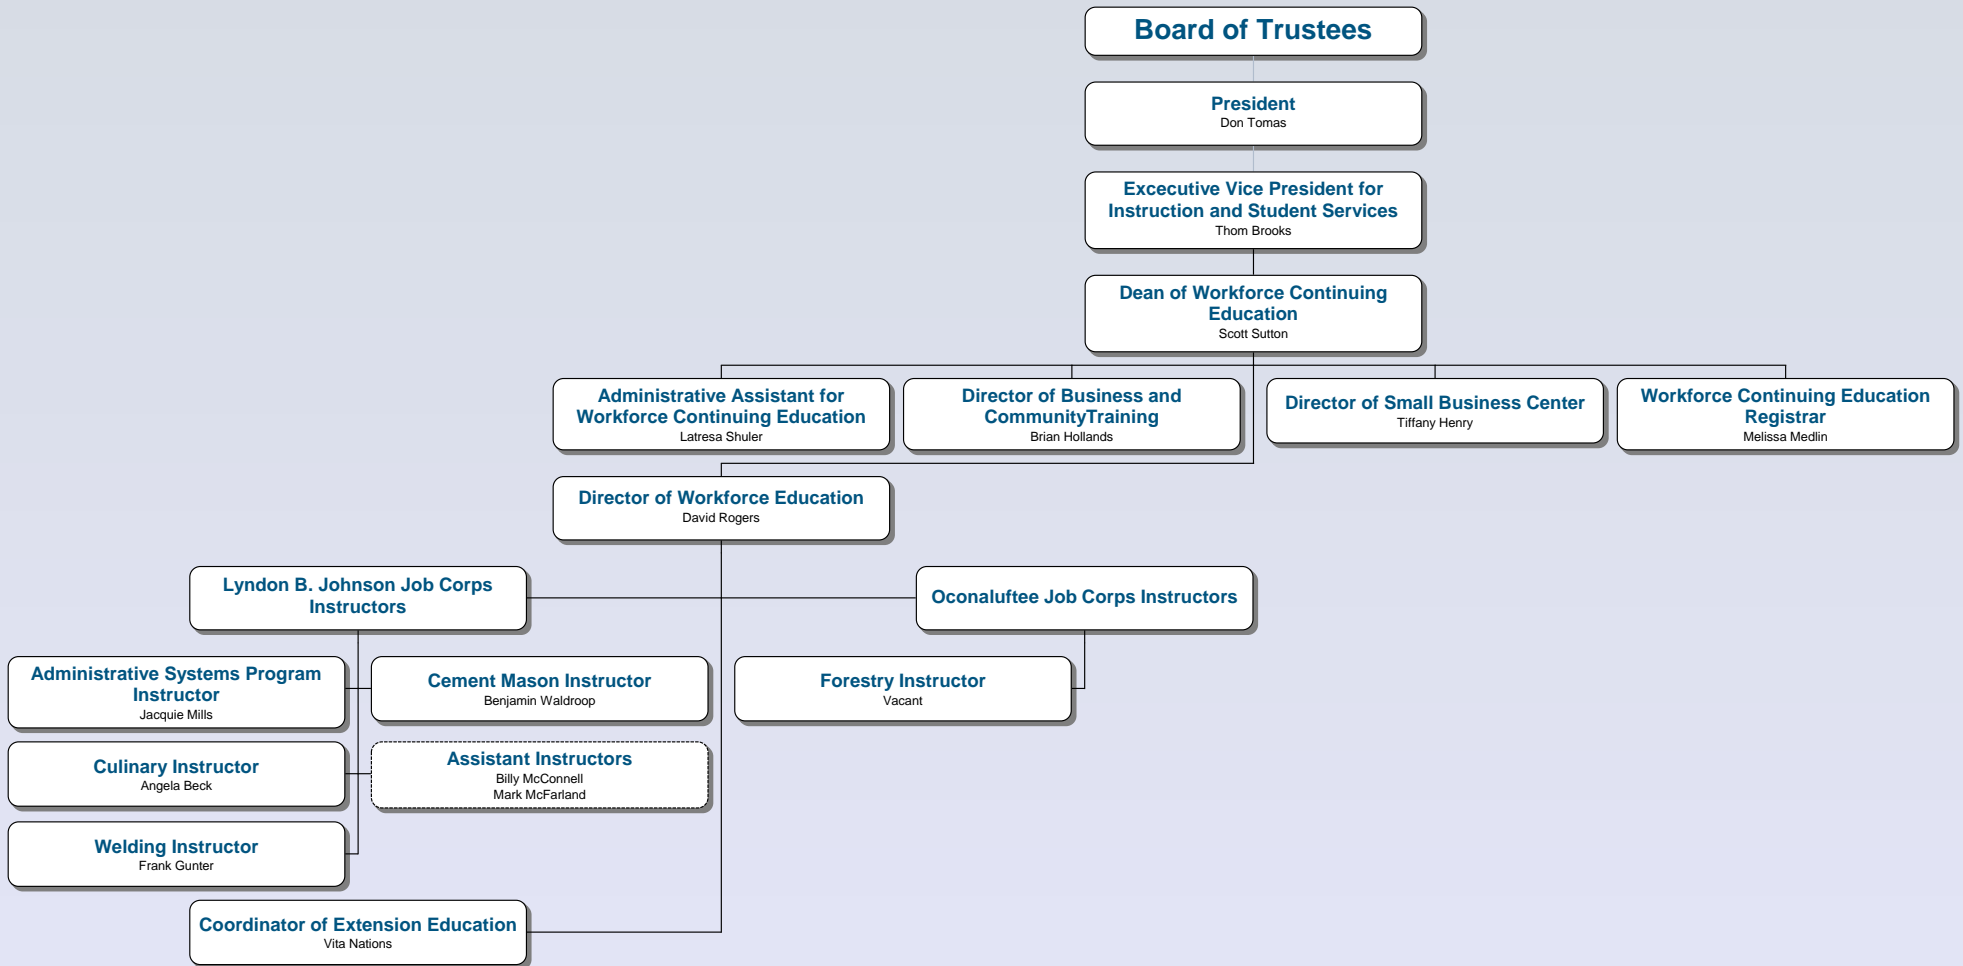 Board of Trustees
President
Don Tomas
Excecutive Vice President for
Instruction and Student Services
Thom Brooks
Dean of Workforce Continuing
Education
Scott Sutton
Administrative Assistant for
Workforce Continuing Education
Latresa Shuler
Director of Business and
CommunityTraining
Brian Hollands
Director of Small Business Center
Tiffany Henry
Workforce Continuing Education
Registrar
Melissa Medlin
Director of Workforce Education
David Rogers
Lyndon B. Johnson Job Corps
Instructors
Oconaluftee Job Corps Instructors
Administrative Systems Program
Instructor
Jacquie Mills
Cement Mason Instructor
Benjamin Waldroop
Forestry Instructor
Vacant
Culinary Instructor
Angela Beck
Assistant Instructors
Billy McConnell
Mark McFarland
Welding Instructor
Frank Gunter
Coordinator of Extension Education
Vita Nations